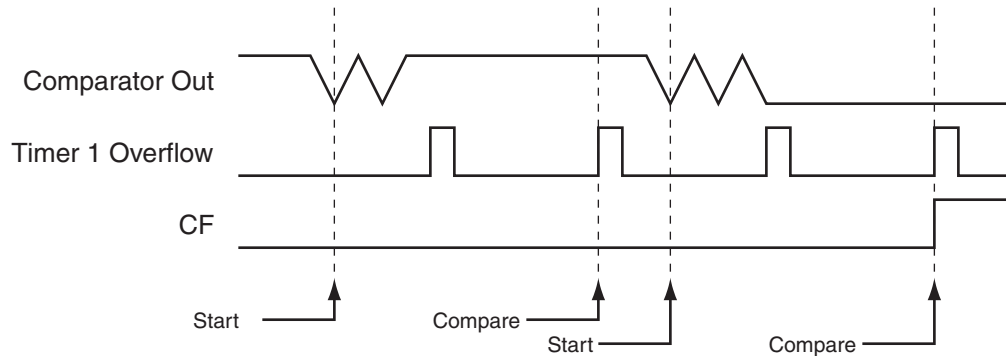 Comparator Out
Timer 1 Overflow
CF
Start
Compare
Start
Compare